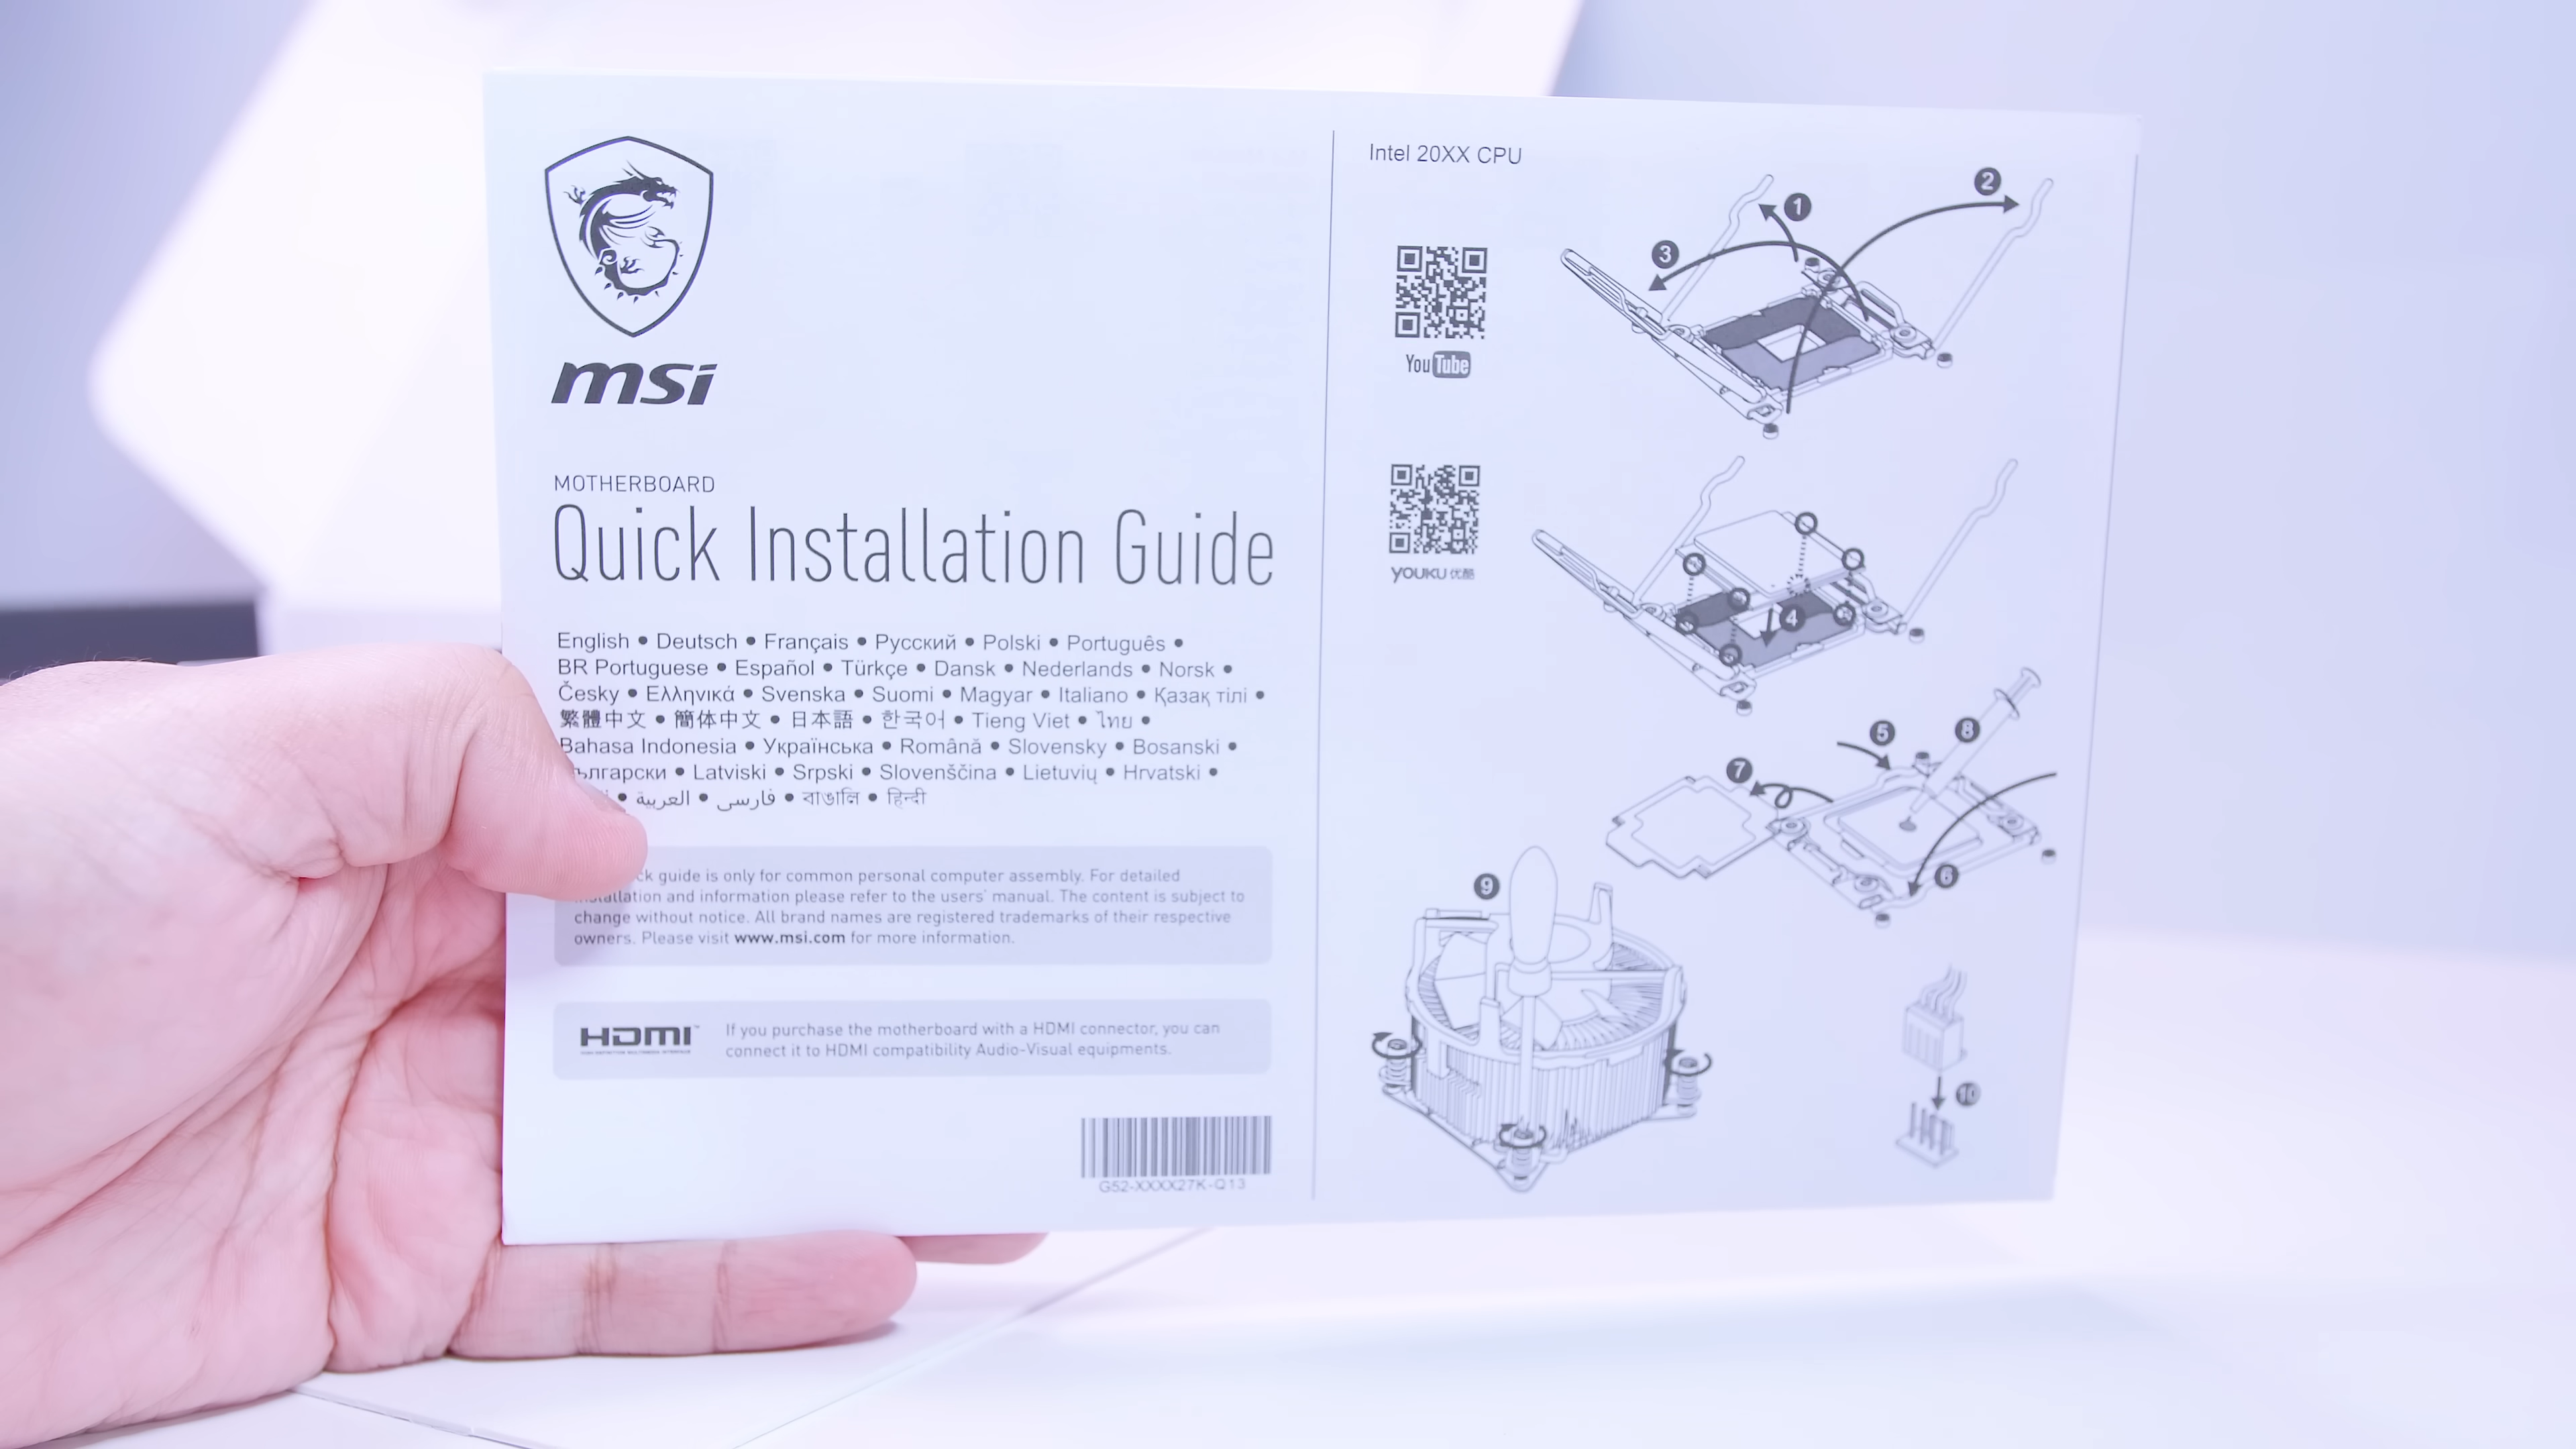 msi
MOTHERBOARD
Quick Installation Guide
English • Deutsch • Français • Русский • Polski • Português •
BR Portuguese • Español • Türkçe • Dansk • Nederlands • Norsk •
Česky • Ελληνικά • Svenska • Suomi • Magyar • Italiano • Қазақ тілі •
繁體中文 • 簡体中文 • 日本語 • 한국어 • Tieng Viet • ไทย •
Bahasa Indonesia • Українська • Română • Slovensky • Bosanski •
• Latviski • Srpski • Slovenščina • Lietuvių • Hrvatski •
• العربية • فارسی • বাঙালি • हिन्दी
guide is only for common personal computer assembly. For detailed
and information please refer to the users' manual. The content is subject to
change without notice. All brand names are registered trademarks of their respective
owners. Please visit www.msi.com for more information.
HDMI™
If you purchase the motherboard with a HDMI connector, you can
connect it to HDMI compatibility Audio-Visual equipments.
G52-XXXX27K-Q13
Intel 20XX CPU
1
2
3
YouTube
YOUKU 优酷
4
5
8
7
6
9
10